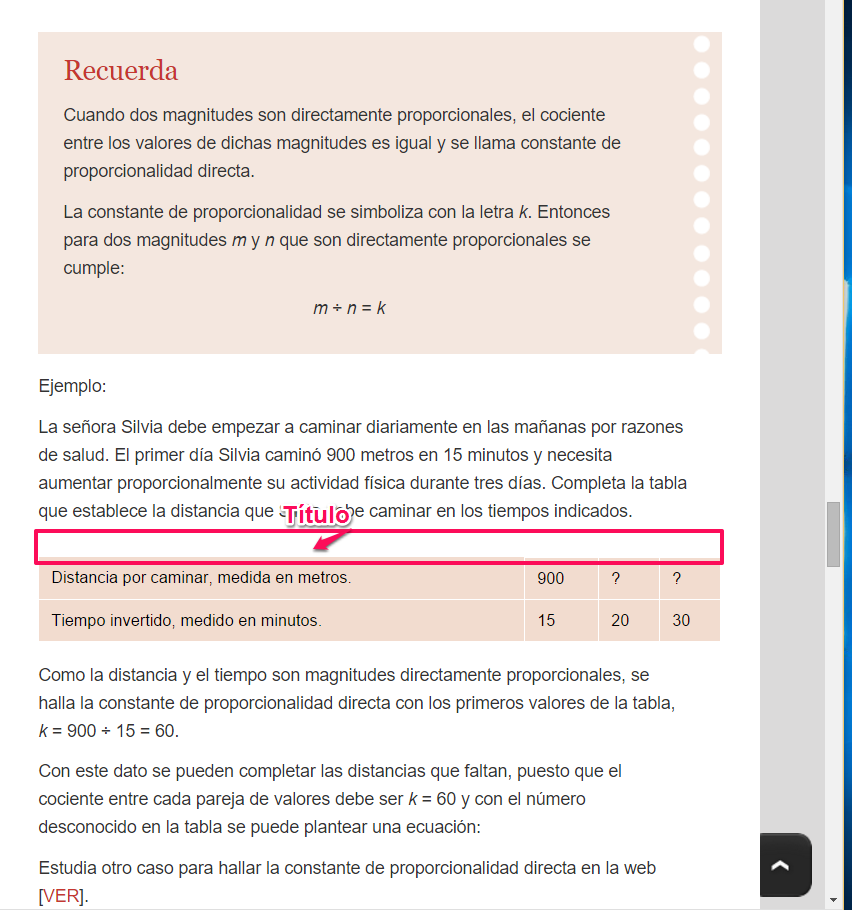 Recuerda
Cuando dos magnitudes son directamente proporcionales, el cociente
entre los valores de dichas magnitudes es igual y se llama constante de
proporcionalidad directa.
La constante de proporcionalidad se simboliza con la letra k. Entonces
para dos magnitudes m y n que son directamente proporcionales se
cumple:
m ÷ n = k
Ejemplo:
La señora Silvia debe empezar a caminar diariamente en las mañanas por razones
de salud. El primer día Silvia caminó 900 metros en 15 minutos y necesita
aumentar proporcionalmente su actividad física durante tres días. Completa la tabla
que establece la distancia que caminar en los tiempos indicados.
Título
Distancia por caminar, medida en metros. 900 ? ?
Tiempo invertido, medido en minutos. 15 20 30
Como la distancia y el tiempo son magnitudes directamente proporcionales, se
halla la constante de proporcionalidad directa con los primeros valores de la tabla,
k = 900 ÷ 15 = 60.
Con este dato se pueden completar las distancias que faltan, puesto que el
cociente entre cada pareja de valores debe ser k = 60 y con el número
desconocido en la tabla se puede plantear una ecuación:
Estudia otro caso para hallar la constante de proporcionalidad directa en la web
[VER].